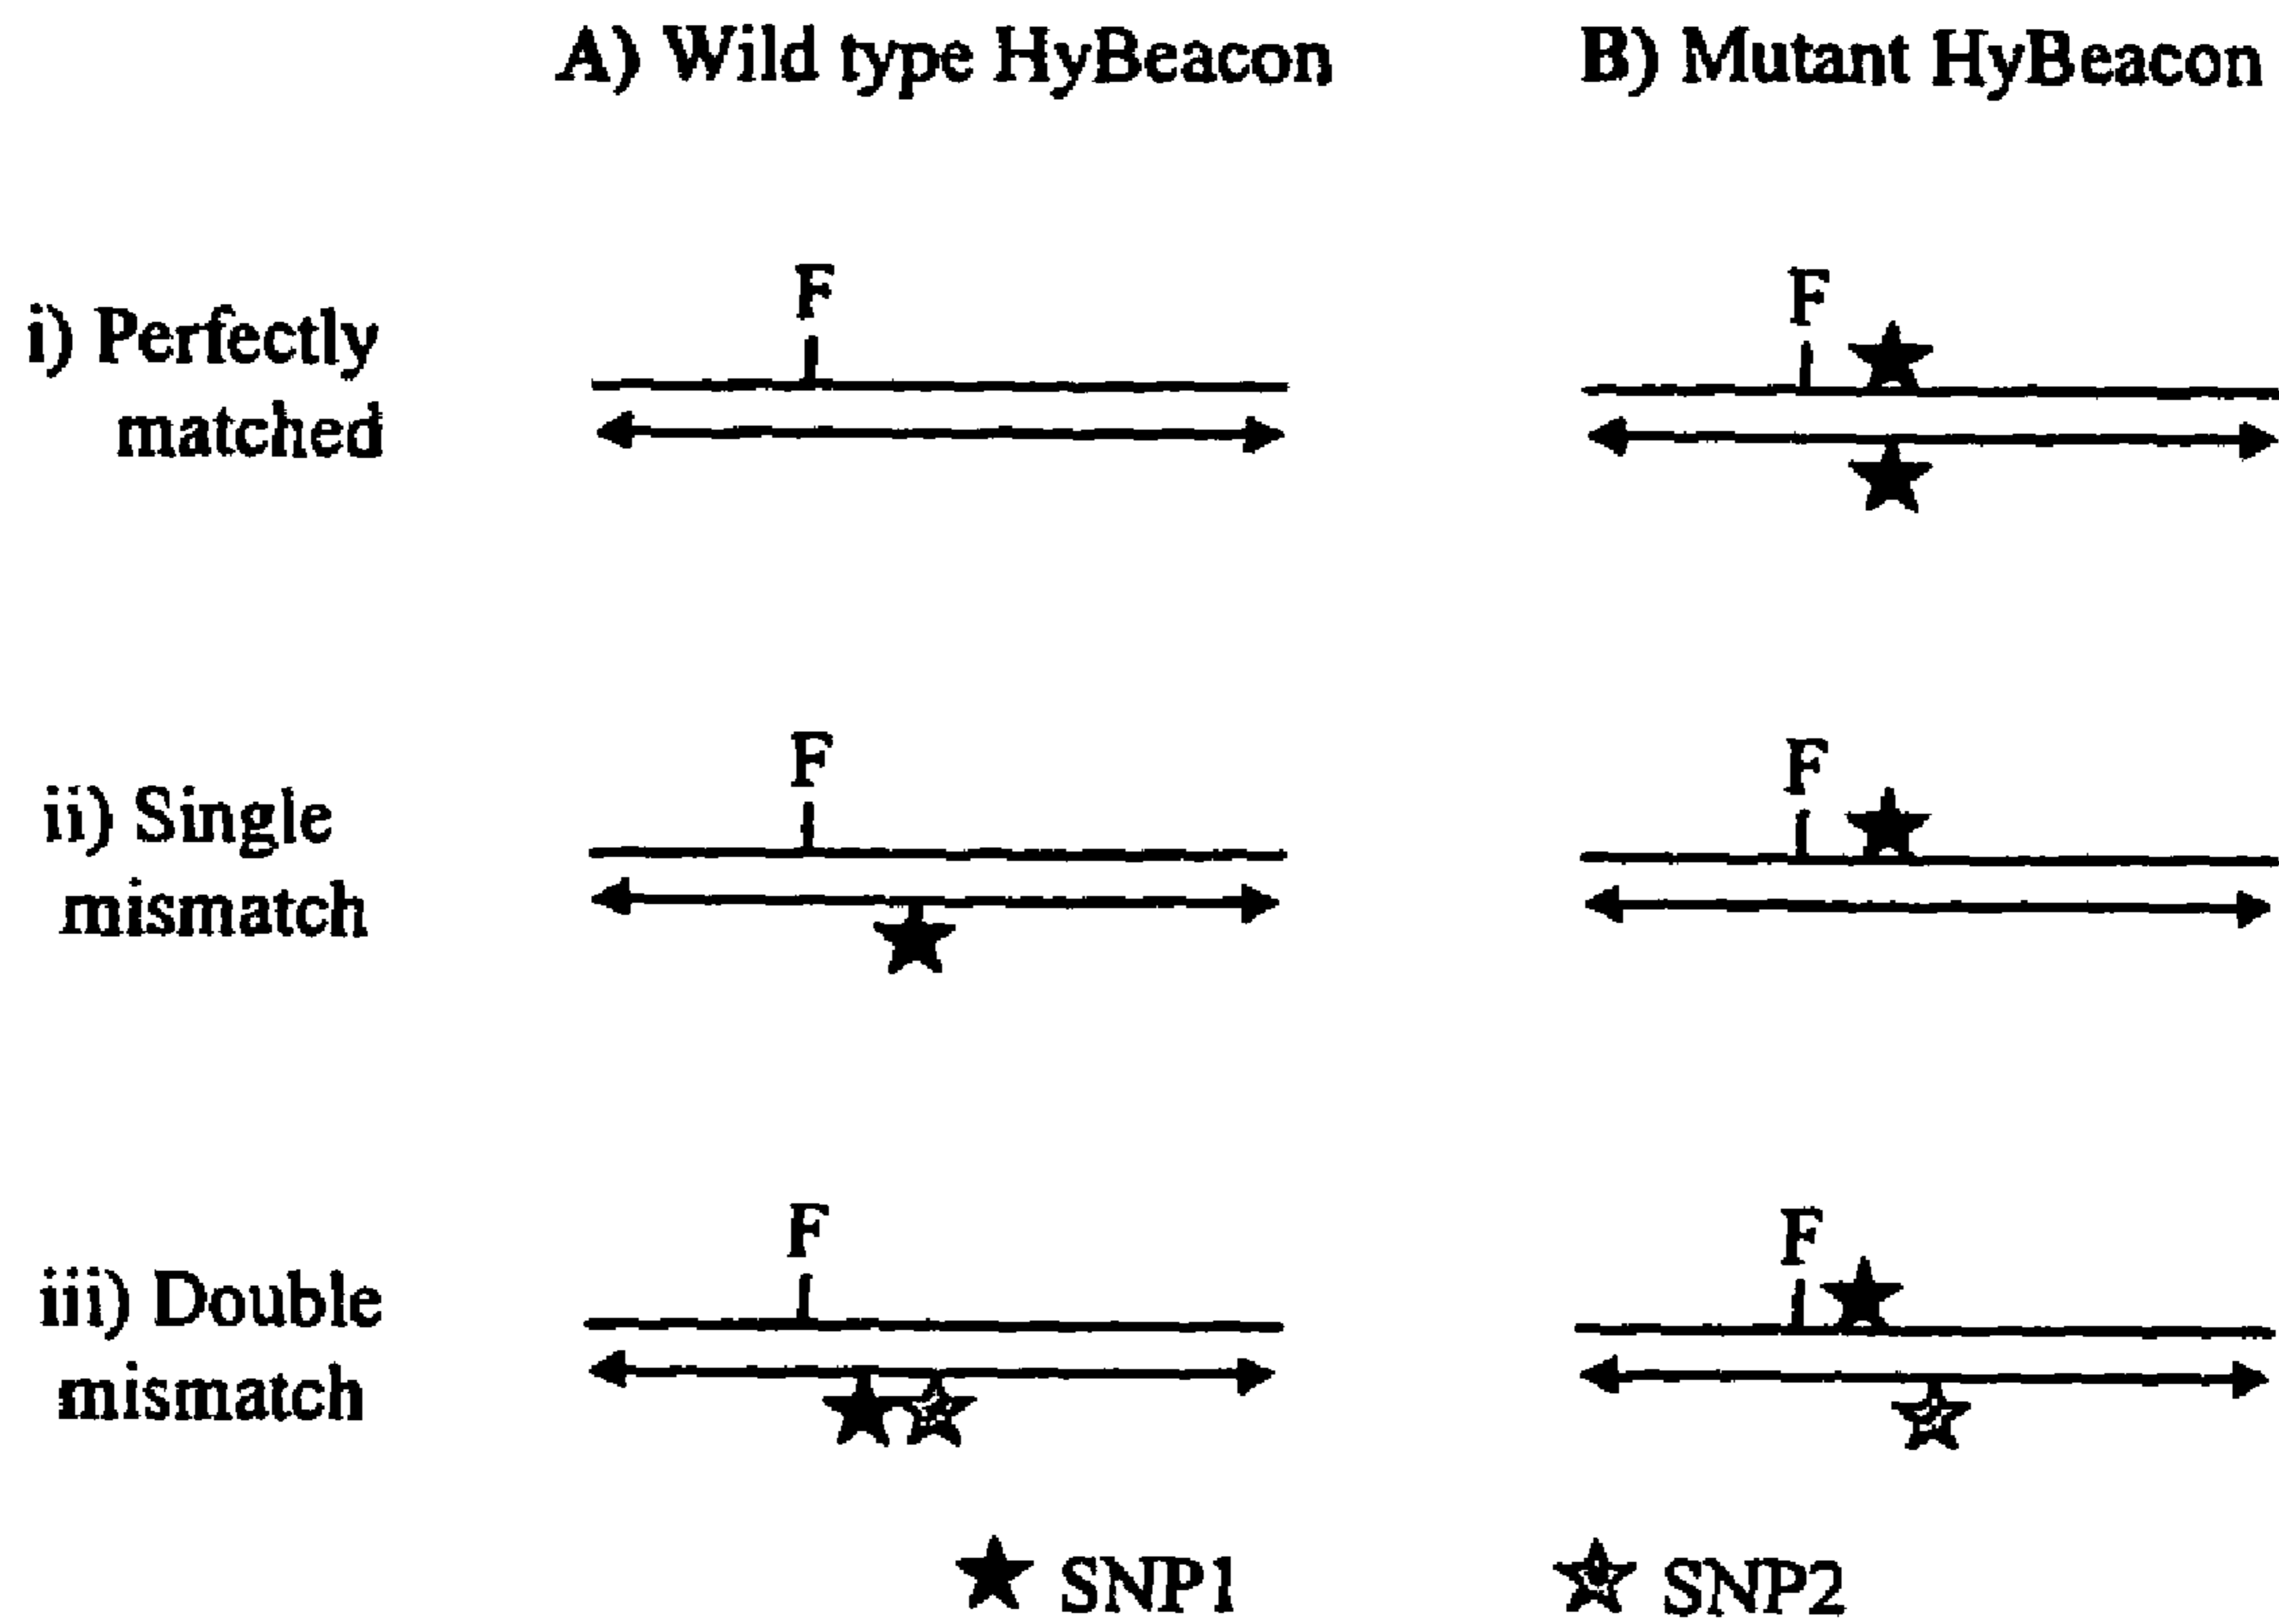 A) Wild type HyBeacon
B) Mutant HyBeacon
i) Perfectly
matched
F
F
ii) Single
mismatch
F
F
iii) Double
mismatch
F
F
SNP1
SNP2